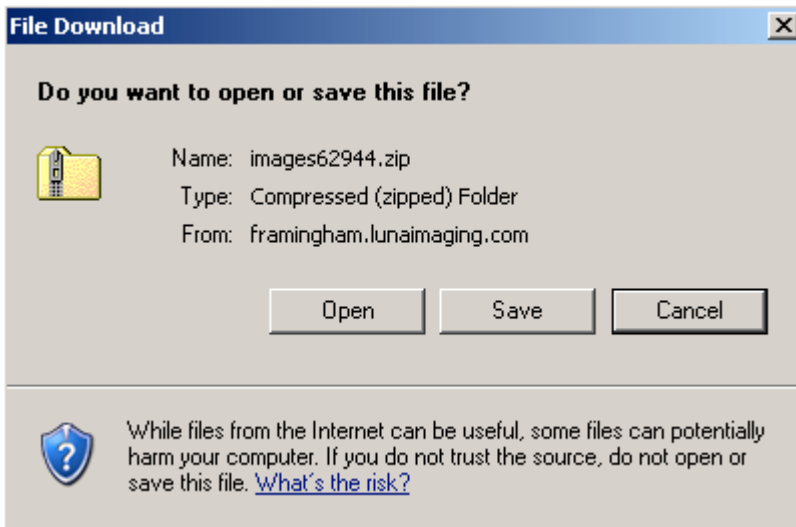 File Download
Do you want to open or save this file?
Name: images62944.zip
Type: Compressed (zipped) Folder
From: framingham.lunaimaging.com
Open Save Cancel
While files from the Internet can be useful, some files can potentially
harm your computer. If you do not trust the source, do not open or
save this file. What's the risk?